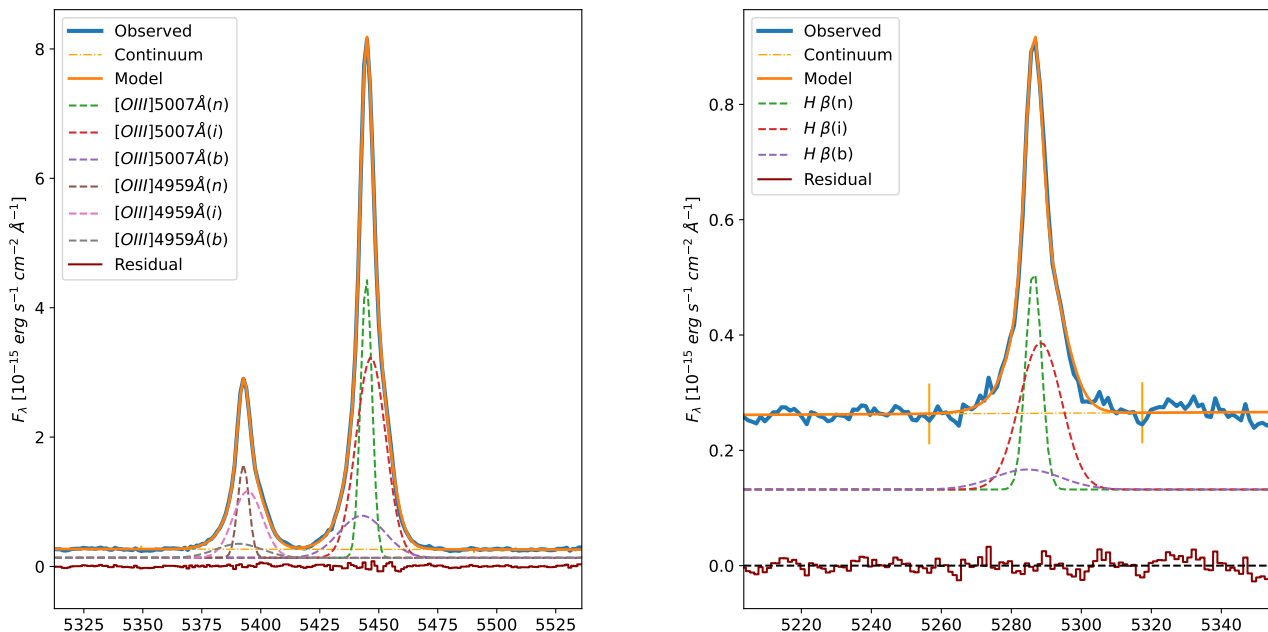 F_λ [10^{-15} erg s^{-1} cm^{-2} Å^{-1}]
8
6
4
2
0
Observed
Continuum
Model
[OIII]5007Å(n)
[OIII]5007Å(i)
[OIII]5007Å(b)
[OIII]4959Å(n)
[OIII]4959Å(i)
[OIII]4959Å(b)
Residual
5325 5350 5375 5400 5425 5450 5475 5500 5525
F_λ [10^{-15} erg s^{-1} cm^{-2} Å^{-1}]
0.8
0.6
0.4
0.2
0.0
Observed
Continuum
Model
H β(n)
H β(i)
H β(b)
Residual
5220 5240 5260 5280 5300 5320 5340